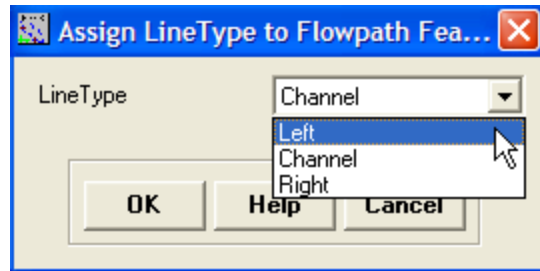 Assign LineType to Flowpath Fea...
LineType
Channel
Left
Channel
Right
OK
Help
Cancel